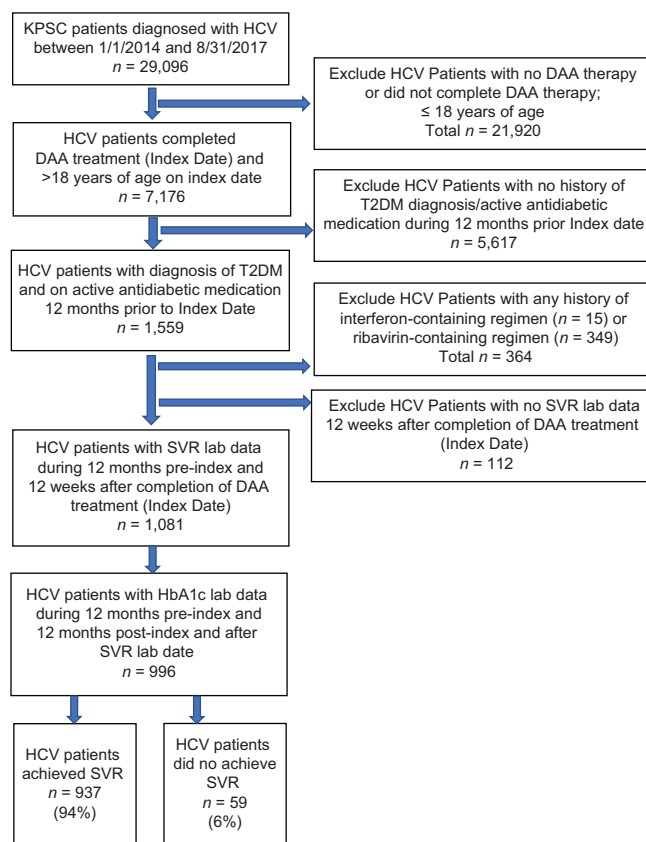 KPSC patients diagnosed with HCV
between 1/1/2014 and 8/31/2017
n = 29,096
Exclude HCV Patients with no DAA therapy
or did not complete DAA therapy;
≤ 18 years of age
Total n = 21,920
HCV patients completed
DAA treatment (Index Date) and
>18 years of age on index date
n = 7,176
Exclude HCV Patients with no history of
T2DM diagnosis/active antidiabetic
medication during 12 months prior Index date
n = 5,617
HCV patients with diagnosis of T2DM
and on active antidiabetic medication
12 months prior to Index Date
n = 1,559
Exclude HCV Patients with any history of
interferon-containing regimen (n = 15) or
ribavirin-containing regimen (n = 349)
Total n = 364
Exclude HCV Patients with no SVR lab data
12 weeks after completion of DAA treatment
(Index Date)
n = 112
HCV patients with SVR lab data
during 12 months pre-index and
12 weeks after completion of DAA
treatment (Index Date)
n = 1,081
HCV patients with HbA1c lab data
during 12 months pre-index and
12 months post-index and after
SVR lab date
n = 996
HCV patients
achieved SVR
n = 937
(94%)
HCV patients
did no achieve
SVR
n = 59
(6%)